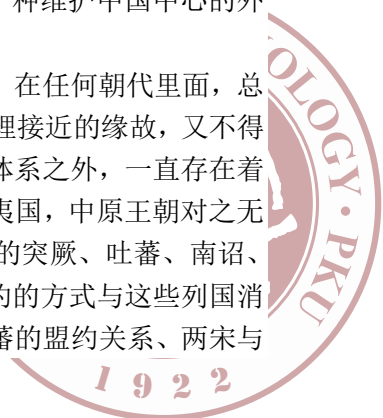 种维护中国中心的外
在任何朝代里面，总
理接近的缘故，又不得
体系之外，一直存在着
夷国，中原王朝对之无
的突厥、吐蕃、南诏、
约的方式与这些列国消
蕃的盟约关系、两宋与
OLOGY · PKU
1922